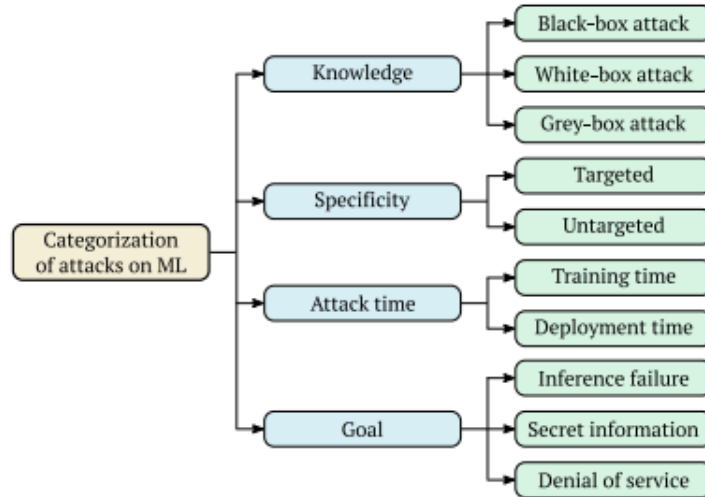 Categorization
of attacks on ML
Knowledge
Black-box attack
White-box attack
Grey-box attack
Specificity
Targeted
Untargeted
Attack time
Training time
Deployment time
Goal
Inference failure
Secret information
Denial of service